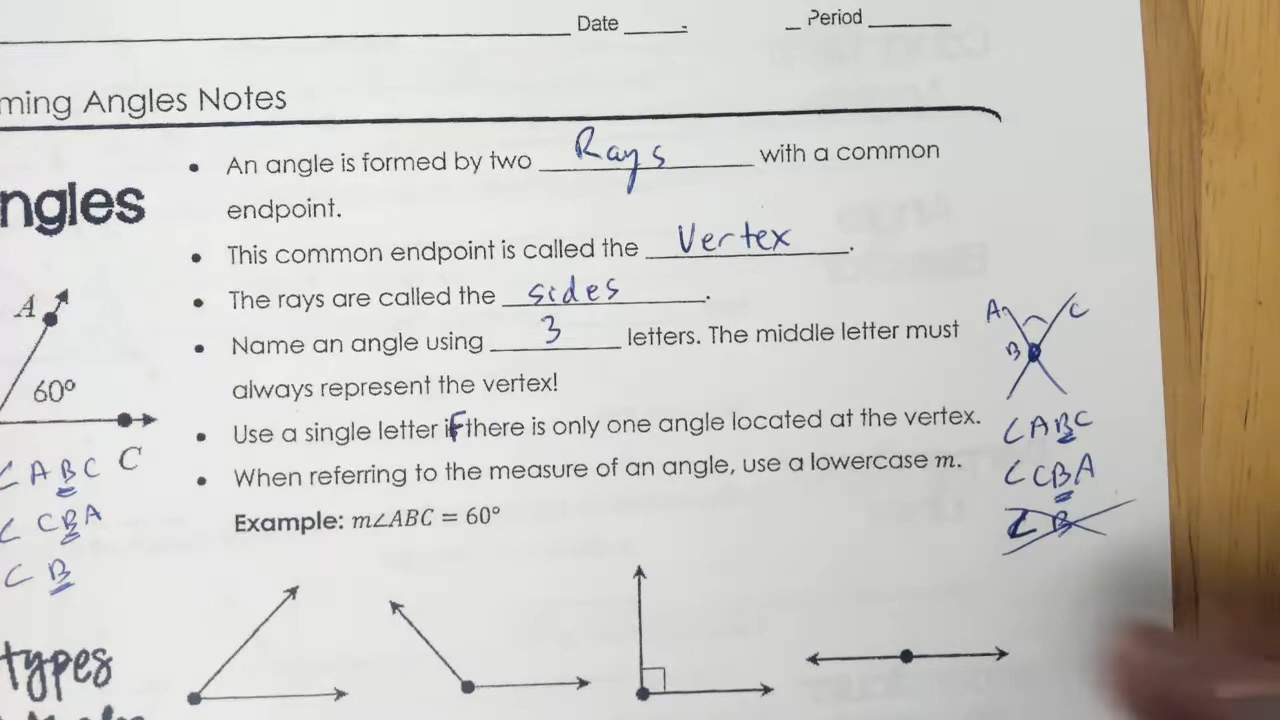 Date ____ Period ____
ming Angles Notes
ngles
• An angle is formed by two Rays with a common
endpoint.
• This common endpoint is called the Vertex.
• The rays are called the sides.
• Name an angle using 3 letters. The middle letter must
always represent the vertex!
• Use a single letter if there is only one angle located at the vertex.
• When referring to the measure of an angle, use a lowercase m.
Example: m∠ABC = 60°
A
60°
C
∠ABC
∠CBA
∠B
A C
B
∠ABC
∠CBA
∠B
types